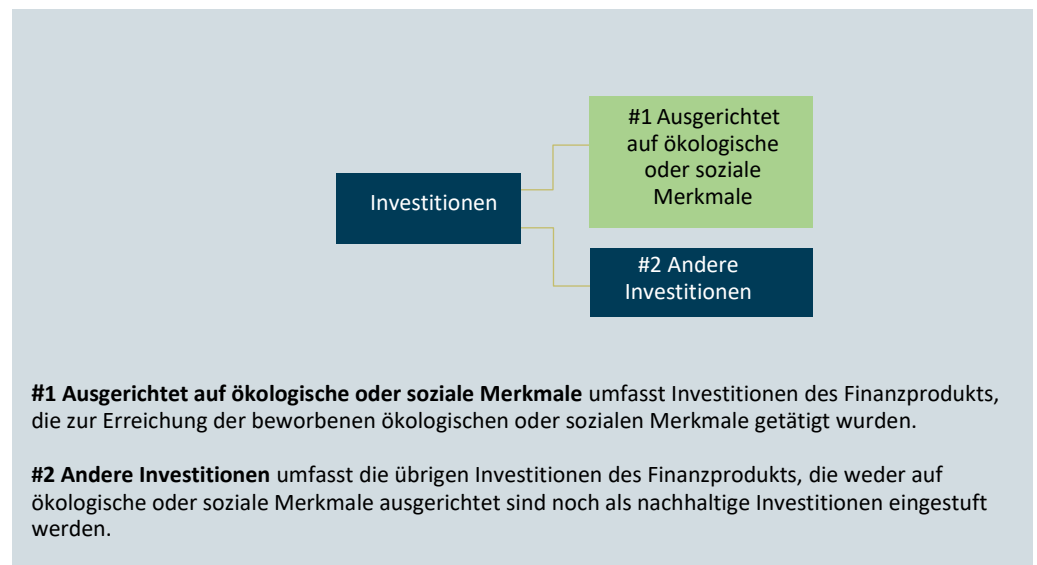 #1 Ausgerichtet
auf ökologische
oder soziale
Merkmale
Investitionen
#2 Andere
Investitionen
#1 Ausgerichtet auf ökologische oder soziale Merkmale umfasst Investitionen des Finanzprodukts,
die zur Erreichung der beworbenen ökologischen oder sozialen Merkmale getätigt wurden.
#2 Andere Investitionen umfasst die übrigen Investitionen des Finanzprodukts, die weder auf
ökologische oder soziale Merkmale ausgerichtet sind noch als nachhaltige Investitionen eingestuft
werden.